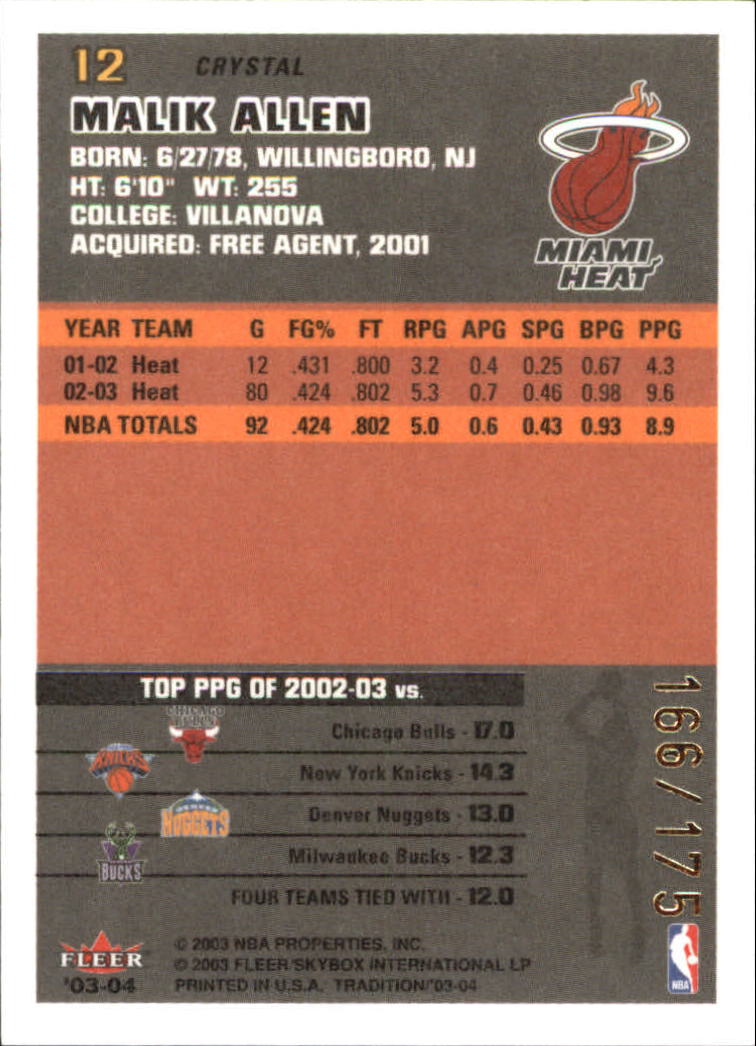 12 CRYSTAL
MALIK ALLEN
BORN: 6/27/78, WILLINGBORO, NJ
HT: 6'10" WT: 255
COLLEGE: VILLANOVA
ACQUIRED: FREE AGENT, 2001
MIAMI
HEAT
YEAR TEAM G FG% FT RPG APG SPG BPG PPG
01-02 Heat 12 .431 .800 3.2 0.4 0.25 0.67 4.3
02-03 Heat 80 .424 .802 5.3 0.7 0.46 0.98 9.6
NBA TOTALS 92 .424 .802 5.0 0.6 0.43 0.93 8.9
TOP PPG OF 2002-03 vs.
CHICAGO
BULLS
Chicago Bulls - 17.0
KNICKS
New York Knicks - 14.3
DENVER
NUGGETS
Denver Nuggets - 13.0
BUCKS
Milwaukee Bucks - 12.3
FOUR TEAMS TIED WITH - 12.0
166/175
FLEER
'03-04
© 2003 NBA PROPERTIES, INC.
© 2003 FLEER/SKYBOX INTERNATIONAL LP
PRINTED IN U.S.A. TRADITION/'03-04
NBA